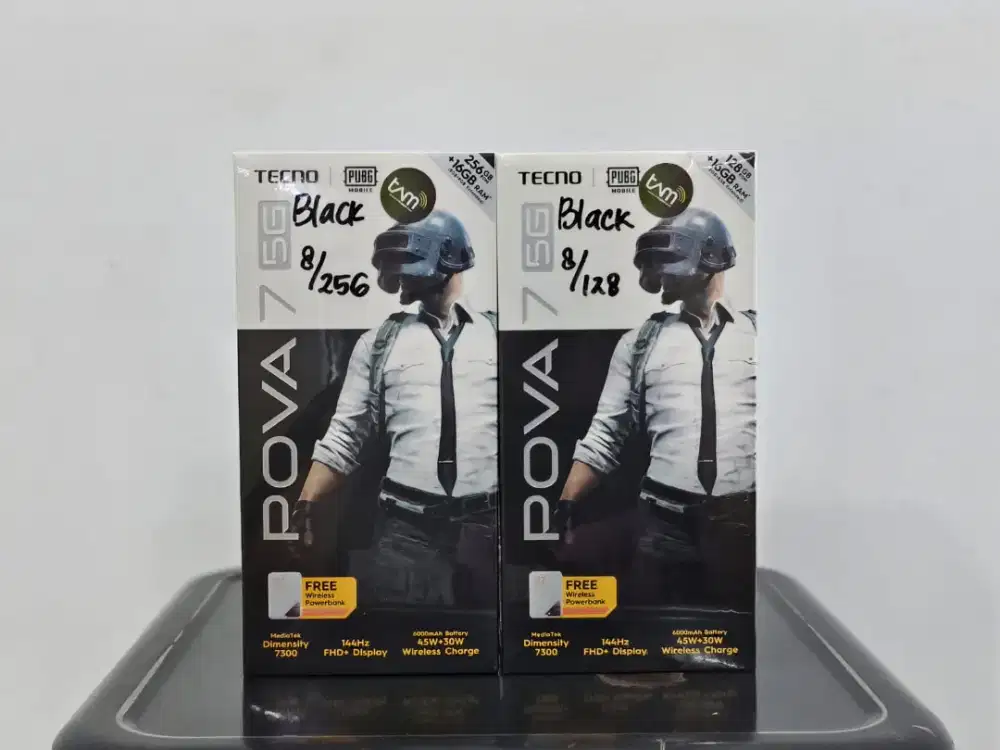 TECNO
PUBG
MOBILE
tam
256GB
+16GB RAM
Black
8/256
POVA 7 5G
FREE
Wireless
Powerbank
MediaTek
Dimensity
7300
144Hz
FHD+ Display
6000mAh Battery
45W+30W
Wireless Charge
TECNO
PUBG
MOBILE
tam
128GB
+16GB RAM
Black
8/128
POVA 7 5G
FREE
Wireless
Powerbank
MediaTek
Dimensity
7300
144Hz
FHD+ Display
6000mAh Battery
45W+30W
Wireless Charge